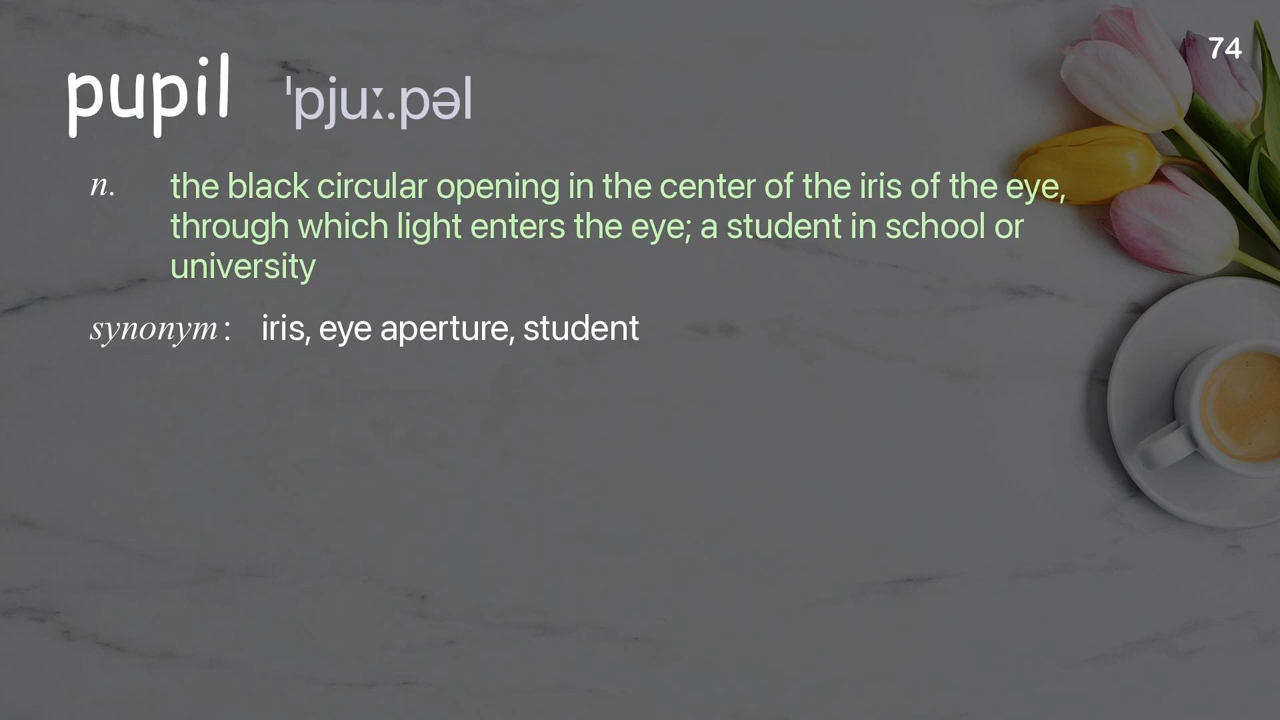 74
pupil ˈpjuː.pəl
n. the black circular opening in the center of the iris of the eye,
through which light enters the eye; a student in school or
university
synonym: iris, eye aperture, student